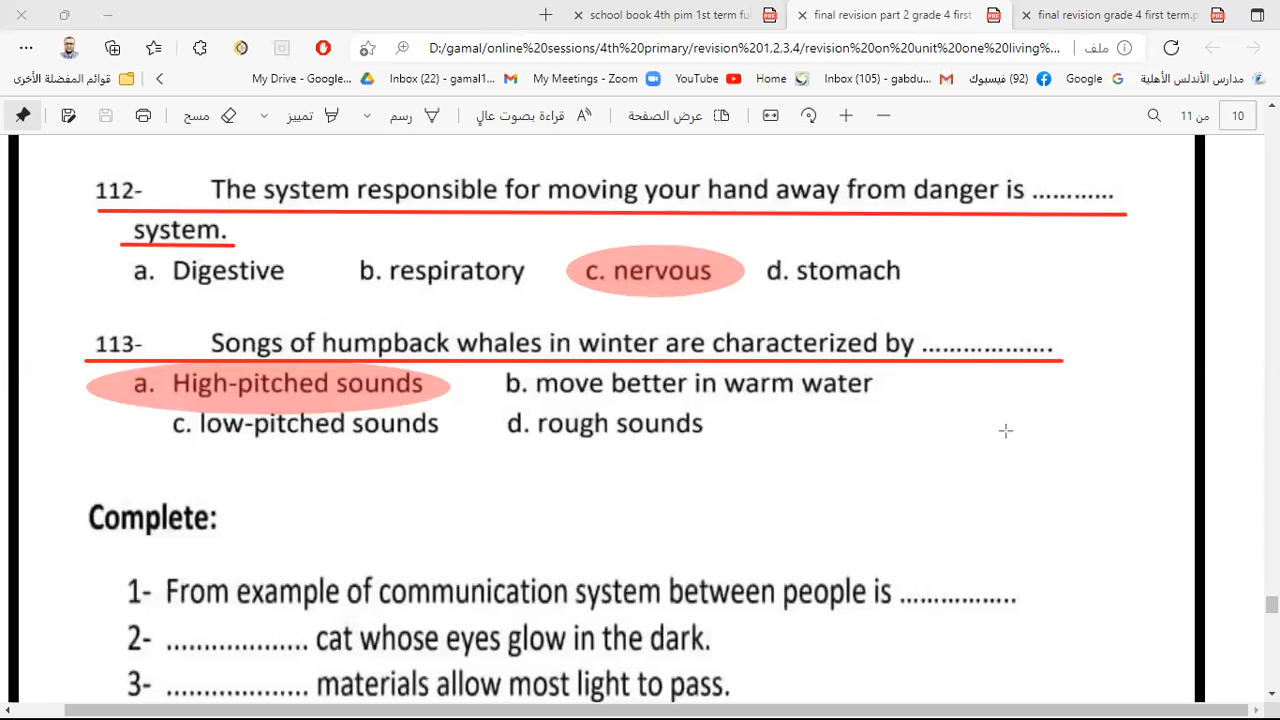 school book 4th pim 1st term ful
final revision part 2 grade 4 first
final revision grade 4 first term.p
D:/gamal/online%20sessions/4th%20primary/revision%201,2,3,4/revision%20on%20unit%20one%20living%...
ملف
قوائم المفضلة الأخرى
My Drive - Google...
Inbox (22) - gamal1...
My Meetings - Zoom
YouTube
Home
Inbox (105) - gabdu...
(92) فيسبوك
Google
مدارس الأندلس الأهلية
مسح
تمييز
رسم
قراءة بصوت عالٍ
عرض الصفحة
من 11
10
112- The system responsible for moving your hand away from danger is …………
system.
a. Digestive b. respiratory c. nervous d. stomach
113- Songs of humpback whales in winter are characterized by ……………….
a. High-pitched sounds b. move better in warm water
c. low-pitched sounds d. rough sounds
Complete:
1- From example of communication system between people is ……………..
2- ………………. cat whose eyes glow in the dark.
3- ………………. materials allow most light to pass.